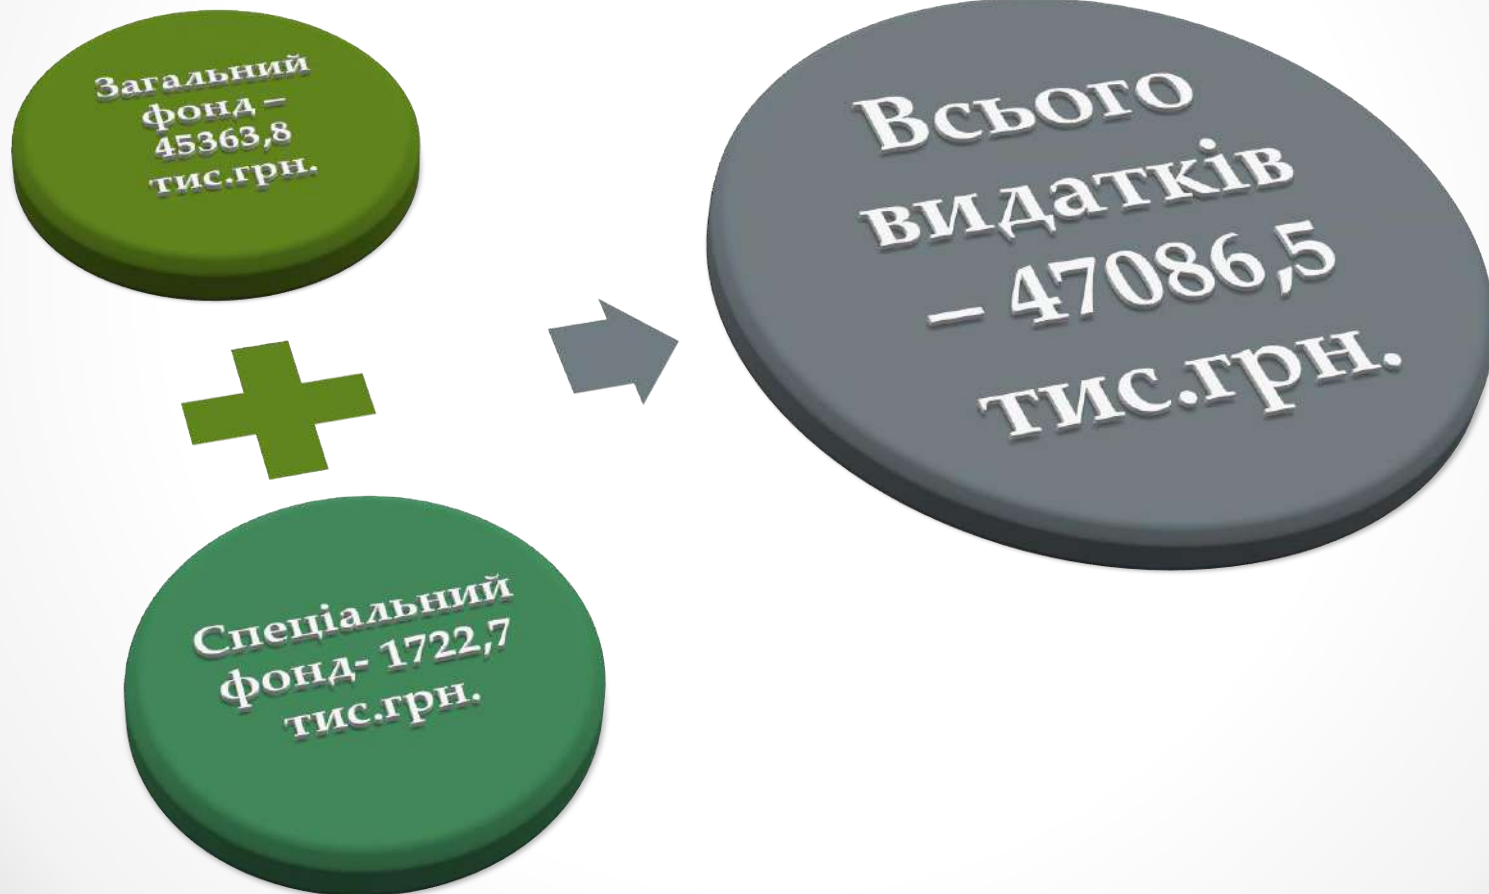 Загальний
фонд –
45363,8
тис.грн.
Спеціальний
фонд- 1722,7
тис.грн.
Всього
видатків
– 47086,5
тис.грн.